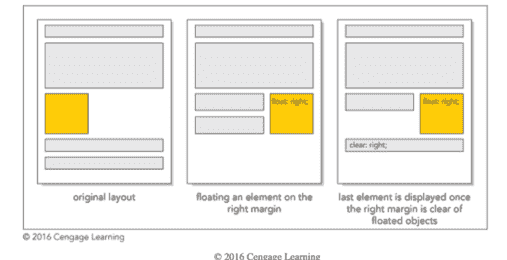 float: right;
float: right;
clear: right;
original layout
floating an element on the
right margin
last element is displayed once
the right margin is clear of
floated objects
© 2016 Cengage Learning
© 2016 Cengage Learning